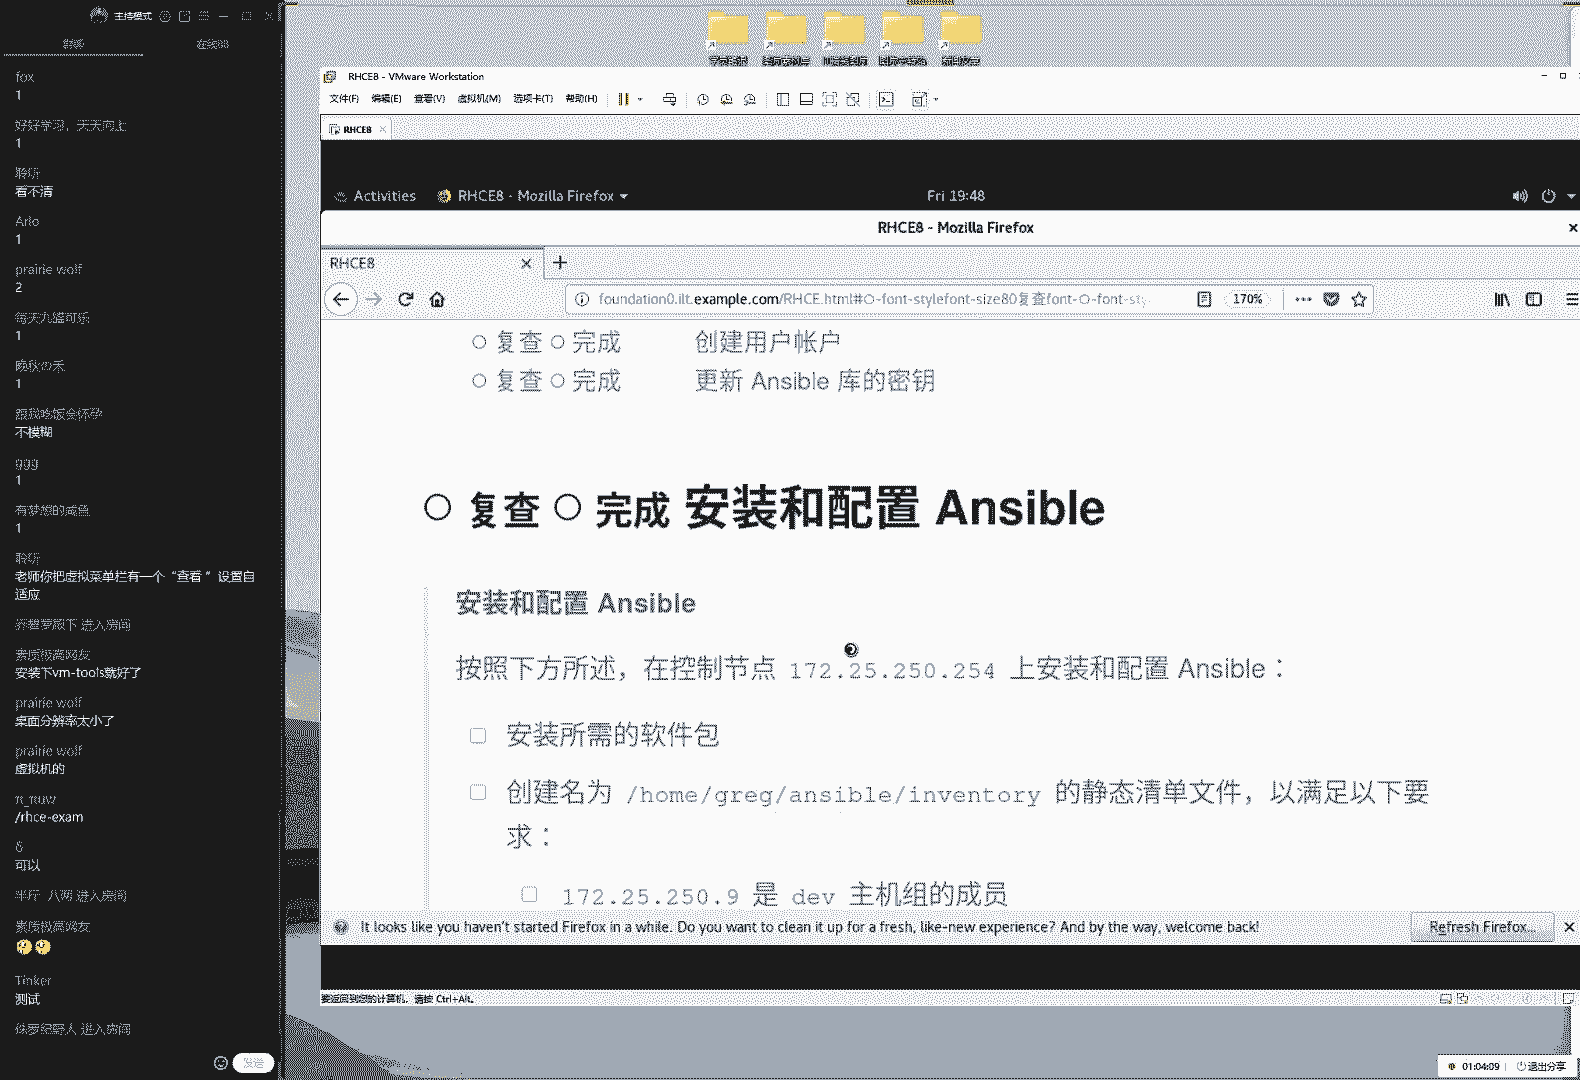 主持模式
在线88
fox
1
好好学习，天天向上
1
聆听
看不清
Arlo
1
prairie wolf
2
每天九罐可乐
1
晚秋の禾
1
跟我吃饭会怀孕
不模糊
ggg
1
有梦想的咸鱼
1
聆听
老师你把虚拟菜单栏有一个“查看 ”设置自
适应
进入房间
素质极高网友
安装下vm-tools就好了
prairie wolf
桌面分辨率太小了
prairie wolf
虚拟机的
/rhce-exam
可以
半斤 八两 进入房间
素质极高网友
Tinker
测试
侏罗纪野人 进入房间
发送
RHCE8 - VMware Workstation
文件(F) 编辑(E) 查看(V) 虚拟机(M) 选项卡(T) 帮助(H)
RHCE8
Activities RHCE8 - Mozilla Firefox Fri 19:48
RHCE8 - Mozilla Firefox
RHCE8
foundation0.ilt.example.com/RHCE.html#○-font-stylefont-size80复查font-○-font-sty 170%
○ 复查 ○ 完成 创建用户帐户
○ 复查 ○ 完成 更新 Ansible 库的密钥
○ 复查 ○ 完成 安装和配置 Ansible
安装和配置 Ansible
按照下方所述，在控制节点 172.25.250.254 上安装和配置 Ansible：
安装所需的软件包
创建名为 /home/greg/ansible/inventory 的静态清单文件，以满足以下要
求：
172.25.250.9 是 dev 主机组的成员
It looks like you haven't started Firefox in a while. Do you want to clean it up for a fresh, like-new experience? And by the way, welcome back! Refresh Firefox...
要返回到您的计算机，请按 Ctrl+Alt。
01:04:09 退出分享